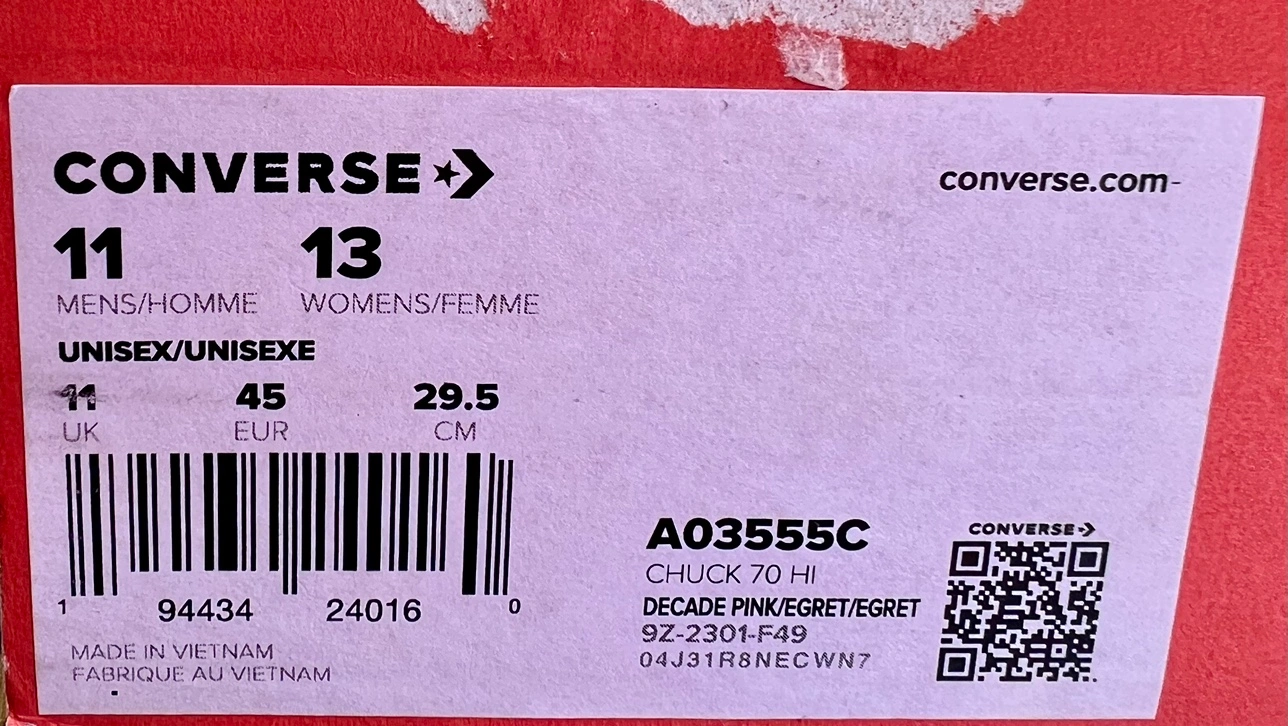 CONVERSE
converse.com
11 13
MENS/HOMME WOMENS/FEMME
UNISEX/UNISEXE
11 45 29.5
UK EUR CM
1 94434 24016 0
MADE IN VIETNAM
FABRIQUE AU VIETNAM
A03555C
CHUCK 70 HI
DECADE PINK/EGRET/EGRET
9Z-2301-F49
04J31R8NECWN7
CONVERSE